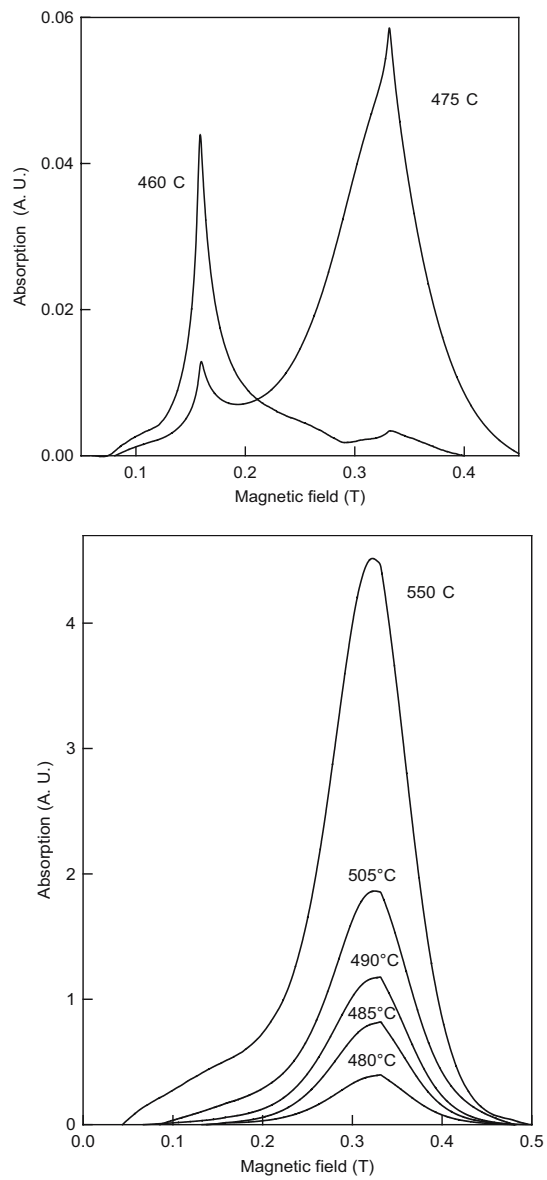 0.06
475 C
460 C
0.04
0.02
0.00
0.1 0.2 0.3 0.4
Absorption (A. U.)
Magnetic field (T)
550 C
4
3
2
1
0
505°C
490°C
485°C
480°C
0.0 0.1 0.2 0.3 0.4 0.5
Absorption (A. U.)
Magnetic field (T)